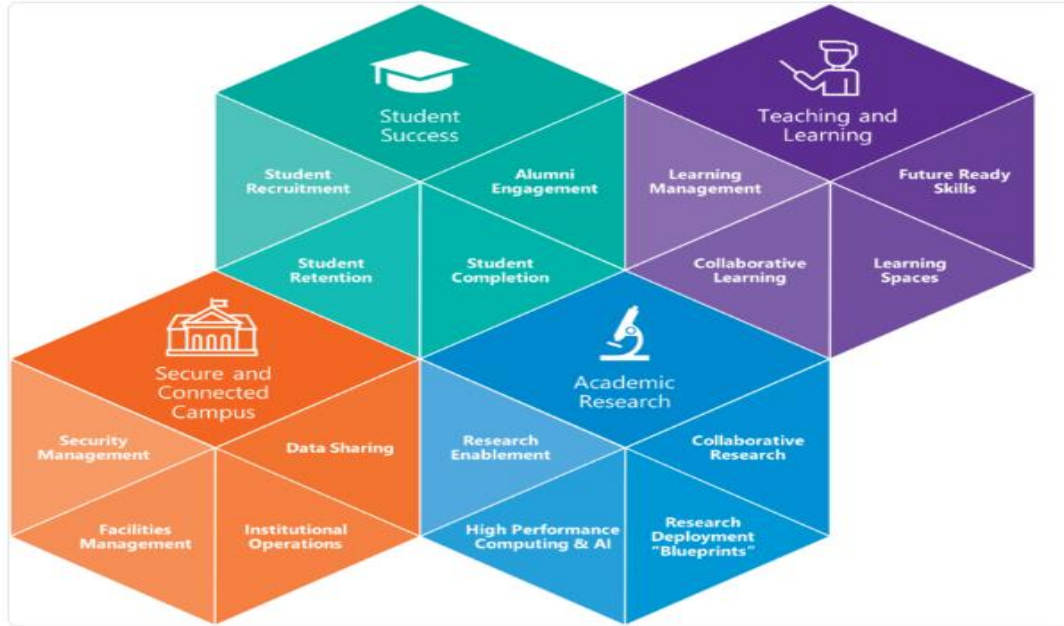 Student
Success
Student
Recruitment
Alumni
Engagement
Student
Retention
Student
Completion
Teaching and
Learning
Learning
Management
Future Ready
Skills
Collaborative
Learning
Learning
Spaces
Secure and
Connected
Campus
Security
Management
Data Sharing
Facilities
Management
Institutional
Operations
Academic
Research
Research
Enablement
Collaborative
Research
High Performance
Computing & AI
Research
Deployment
"Blueprints"